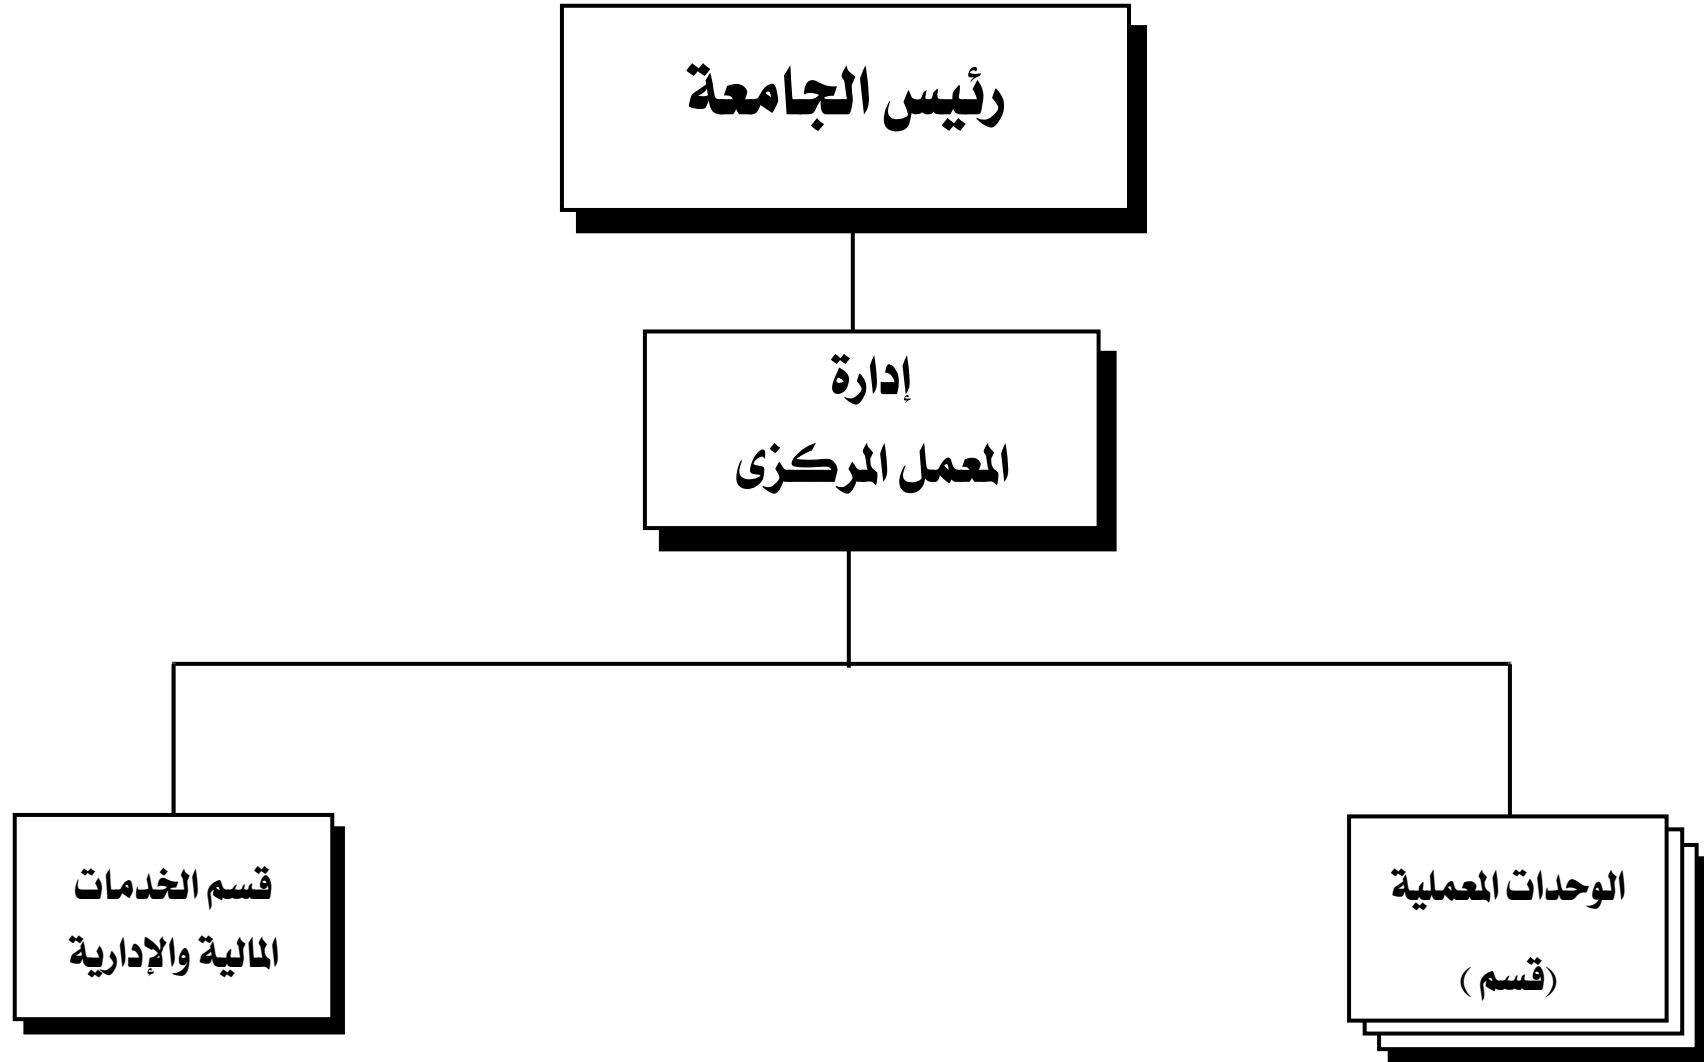 رئيس الجامعة
إدارة
المعمل المركزى
الوحدات المعملية
(قسم)
قسم الخدمات
المالية والإدارية